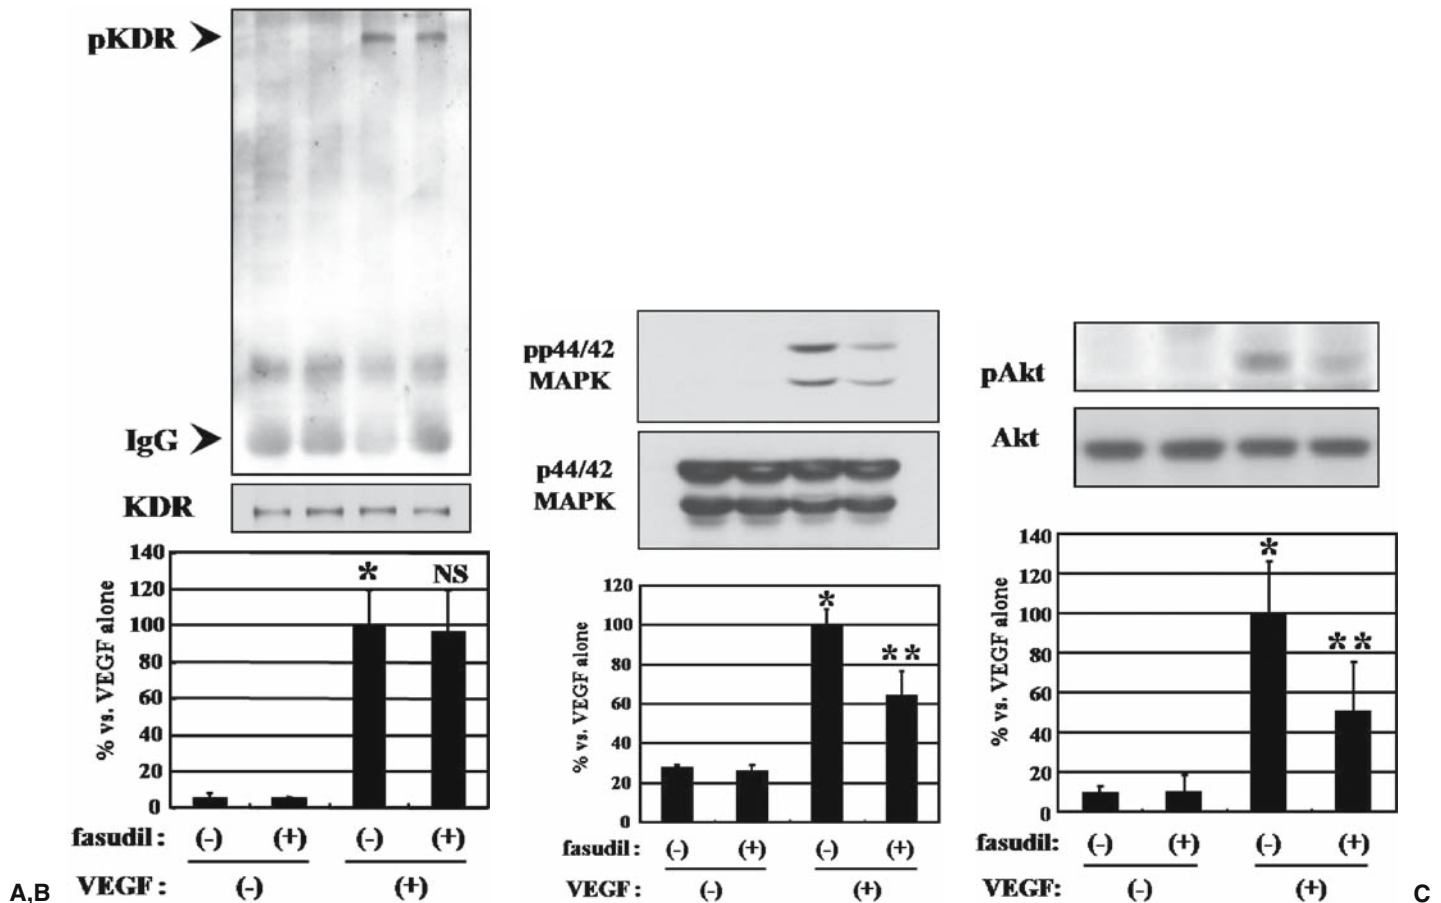 pKDR
IgG
KDR
% vs. VEGF alone
140
120
100
80
60
40
20
0
* NS
fasudil: (-) (+) (-) (+)
VEGF: (-) (+)
A,B
pp44/42
MAPK
p44/42
MAPK
% vs. VEGF alone
120
100
80
60
40
20
0
*
**
fasudil: (-) (+) (-) (+)
VEGF: (-) (+)
pAkt
Akt
% vs. VEGF alone
140
120
100
80
60
40
20
0
*
**
fasudil: (-) (+) (-) (+)
VEGF: (-) (+)
C